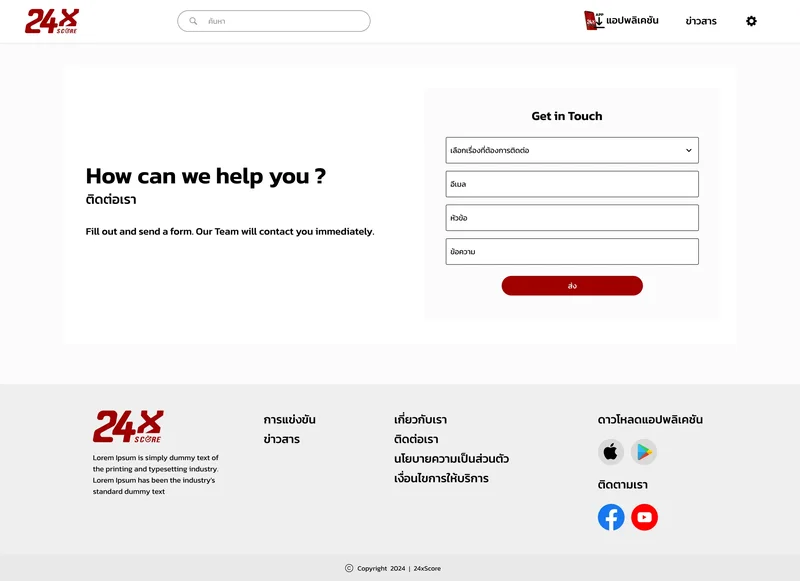 24X
SCORE
ค้นหา
APP
แอปพลิเคชัน
ข่าวสาร
How can we help you ?
ติดต่อเรา
Fill out and send a form. Our Team will contact you immediately.
Get in Touch
เลือกเรื่องที่ต้องการติดต่อ
อีเมล
หัวข้อ
ข้อความ
ส่ง
24X
SCORE
Lorem Ipsum is simply dummy text of
the printing and typesetting industry.
Lorem Ipsum has been the industry's
standard dummy text
การแข่งขัน
ข่าวสาร
เกี่ยวกับเรา
ติดต่อเรา
นโยบายความเป็นส่วนตัว
เงื่อนไขการให้บริการ
ดาวโหลดแอปพลิเคชัน
ติดตามเรา
© Copyright 2024 | 24xScore